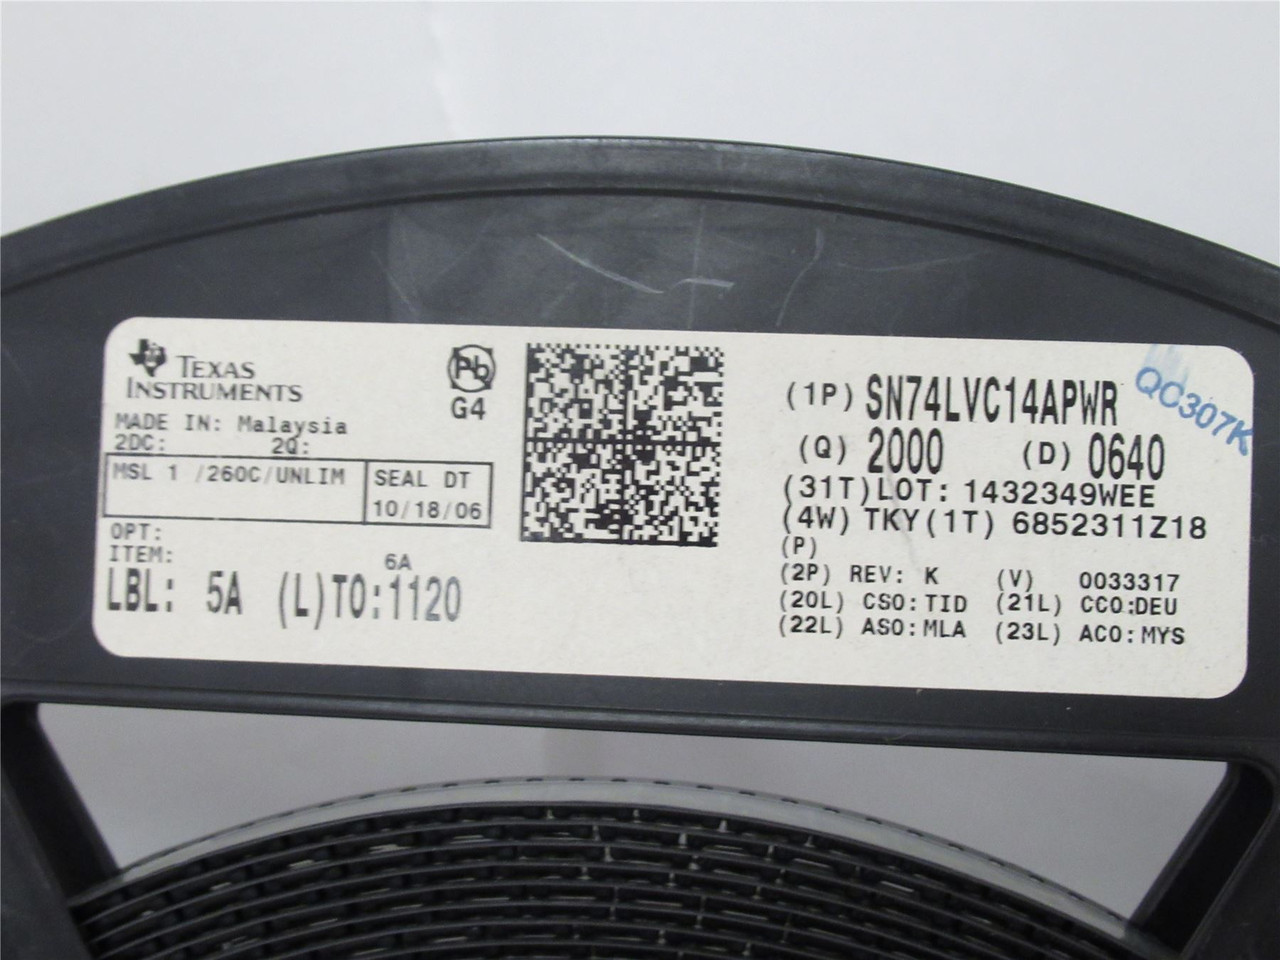 TEXAS
INSTRUMENTS
MADE IN: Malaysia
2DC: 2Q:
MSL 1 /260C/UNLIM
SEAL DT
10/18/06
OPT:
ITEM:
6A
LBL: 5A (L)TO:1120
Pb
G4
(1P) SN74LVC14APWR
QC307K
(Q) 2000 (D) 0640
(31T)LOT: 1432349WEE
(4W) TKY(1T) 6852311Z18
(P)
(2P) REV: K (V) 0033317
(20L) CSO:TID (21L) CCO:DEU
(22L) ASO:MLA (23L) ACO:MYS